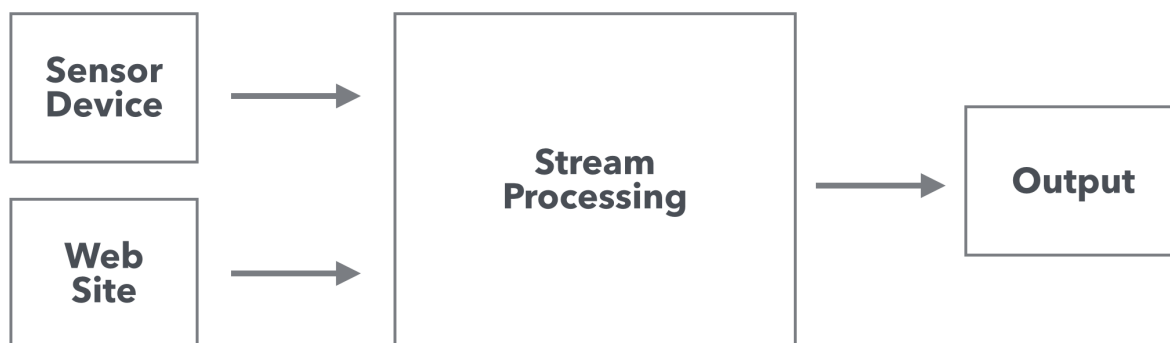 Sensor
Device
Web
Site
Stream
Processing
Output